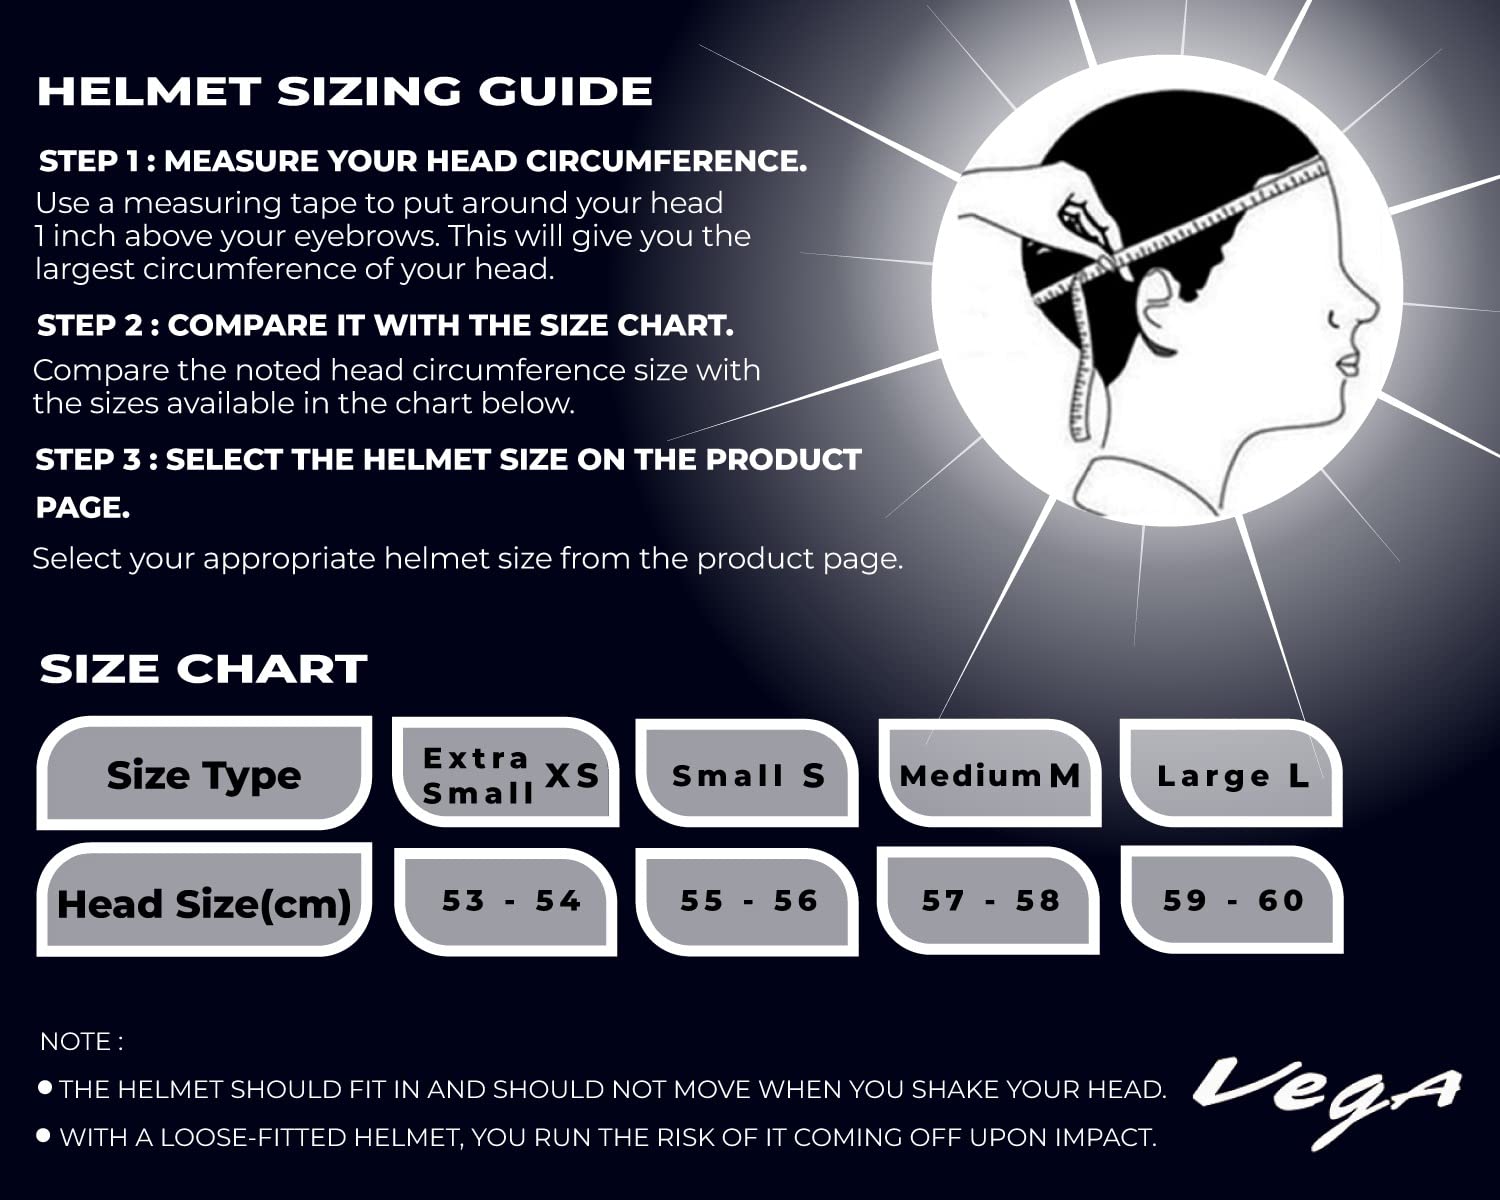 HELMET SIZING GUIDE
STEP 1 : MEASURE YOUR HEAD CIRCUMFERENCE.
Use a measuring tape to put around your head
1 inch above your eyebrows. This will give you the
largest circumference of your head.
STEP 2 : COMPARE IT WITH THE SIZE CHART.
Compare the noted head circumference size with
the sizes available in the chart below.
STEP 3 : SELECT THE HELMET SIZE ON THE PRODUCT
PAGE.
Select your appropriate helmet size from the product page.
SIZE CHART
Size Type
Extra
Small XS
Small S
Medium M
Large L
Head Size(cm)
53 - 54
55 - 56
57 - 58
59 - 60
NOTE :
● THE HELMET SHOULD FIT IN AND SHOULD NOT MOVE WHEN YOU SHAKE YOUR HEAD.
● WITH A LOOSE-FITTED HELMET, YOU RUN THE RISK OF IT COMING OFF UPON IMPACT.
VegA